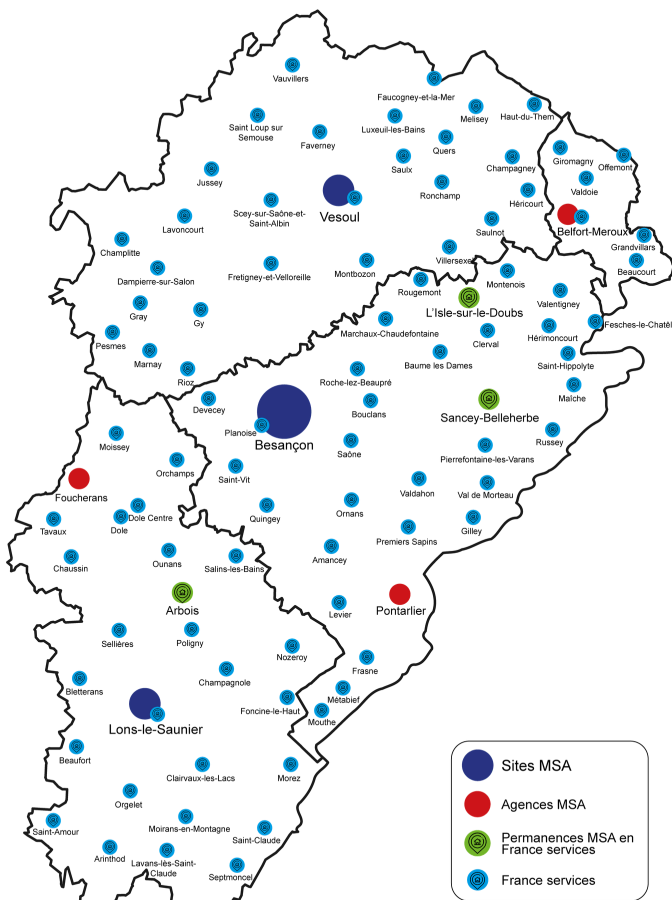 Vauvillers
Faucogney-et-la-Mer
Melisey
Haut-du-Them
Saint Loup sur
Semouse
Faverney
Luxeuil-les-Bains
Quers
Giromagny
Offemont
Jussey
Saulx
Champagney
Valdoie
Ronchamp
Vesoul
Scey-sur-Saône-et-
Saint-Albin
Héricourt
Lavoncourt
Saulnot
Belfort-Meroux
Champlitte
Grandvillars
Villersexel
Dampierre-sur-Salon
Fretigney-et-Velloreille
Montbozon
Montenois
Beaucourt
Rougemont
Valentigney
Gray
Gy
L'Isle-sur-le-Doubs
Marchaux-Chaudefontaine
Fesches-le-Châtel
Pesmes
Clerval
Hérimoncourt
Marnay
Baume les Dames
Saint-Hippolyte
Rioz
Roche-lez-Beaupré
Maîche
Devecey
Bouclans
Sancey-Belleherbe
Planoise
Besançon
Russey
Moissey
Saône
Pierrefontaine-les-Varans
Orchamps
Saint-Vit
Foucherans
Valdahon
Val de Morteau
Dole Centre
Quingey
Ornans
Tavaux
Dole
Premiers Sapins
Gilley
Chaussin
Ounans
Salins-les-Bains
Amancey
Arbois
Levier
Pontarlier
Sellières
Poligny
Nozeroy
Frasne
Champagnole
Bletterans
Métabief
Foncine-le-Haut
Mouthe
Lons-le-Saunier
Beaufort
Clairvaux-les-Lacs
Morez
Orgelet
Saint-Amour
Moirans-en-Montagne
Saint-Claude
Arinthod
Lavans-lès-Saint-
Claude
Septmoncel
Sites MSA
Agences MSA
Permanences MSA en
France services
France services